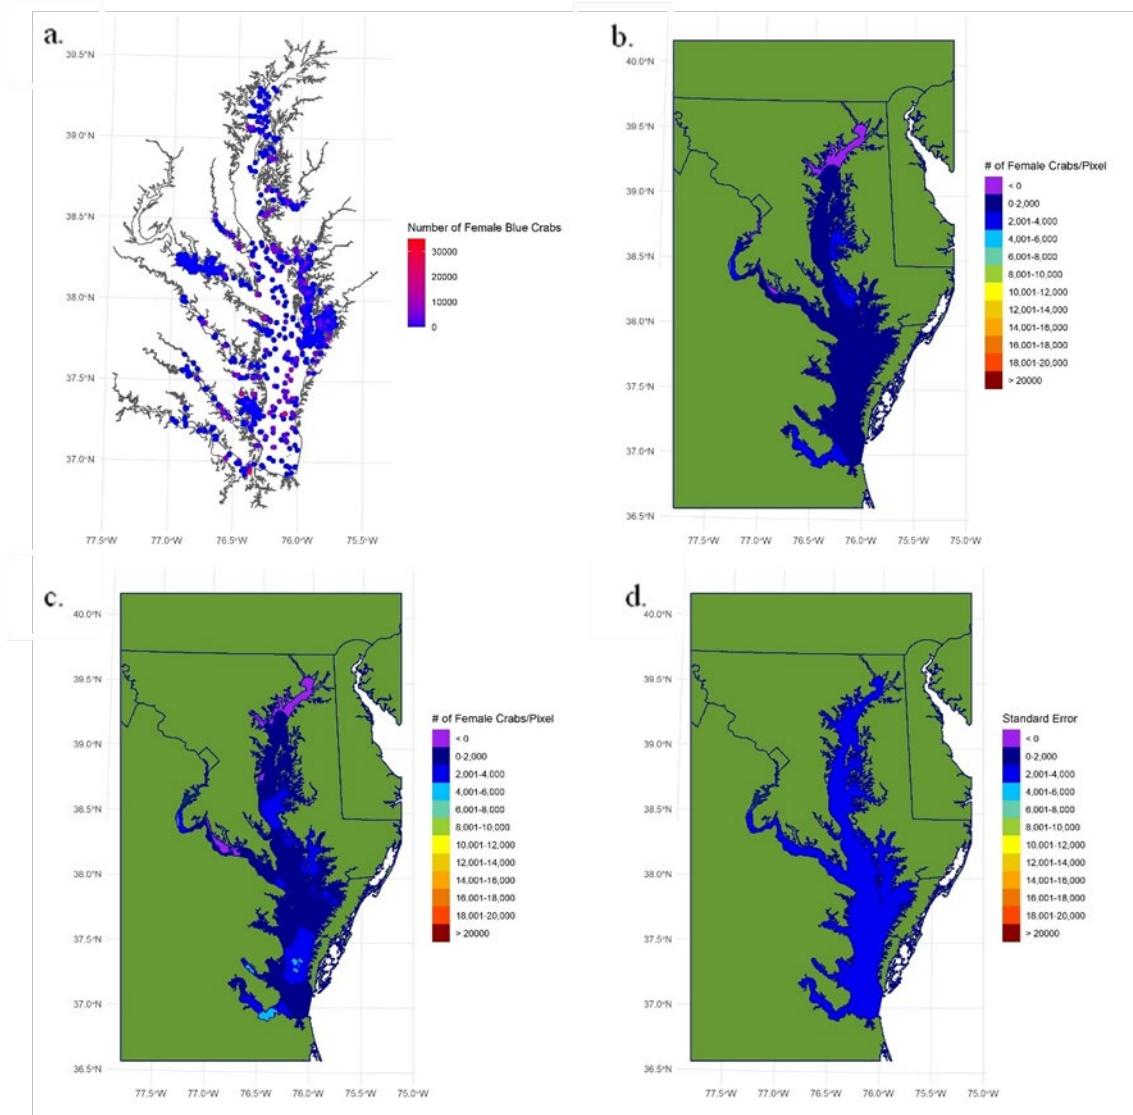 a.
39.5°N
39.0°N
38.5°N
38.0°N
37.5°N
37.0°N
77.5°W 77.0°W 76.5°W 76.0°W 75.5°W
Number of Female Blue Crabs
30000
20000
10000
0
b.
40.0°N
39.5°N
39.0°N
38.5°N
38.0°N
37.5°N
37.0°N
36.5°N
77.5°W 77.0°W 76.5°W 76.0°W 75.5°W 75.0°W
# of Female Crabs/Pixel
< 0
0-2,000
2,001-4,000
4,001-6,000
6,001-8,000
8,001-10,000
10,001-12,000
12,001-14,000
14,001-16,000
16,001-18,000
18,001-20,000
> 20000
c.
40.0°N
39.5°N
39.0°N
38.5°N
38.0°N
37.5°N
37.0°N
36.5°N
77.5°W 77.0°W 76.5°W 76.0°W 75.5°W 75.0°W
# of Female Crabs/Pixel
< 0
0-2,000
2,001-4,000
4,001-6,000
6,001-8,000
8,001-10,000
10,001-12,000
12,001-14,000
14,001-16,000
16,001-18,000
18,001-20,000
> 20000
d.
40.0°N
39.5°N
39.0°N
38.5°N
38.0°N
37.5°N
37.0°N
36.5°N
77.5°W 77.0°W 76.5°W 76.0°W 75.5°W 75.0°W
Standard Error
< 0
0-2,000
2,001-4,000
4,001-6,000
6,001-8,000
8,001-10,000
10,001-12,000
12,001-14,000
14,001-16,000
16,001-18,000
18,001-20,000
> 20000